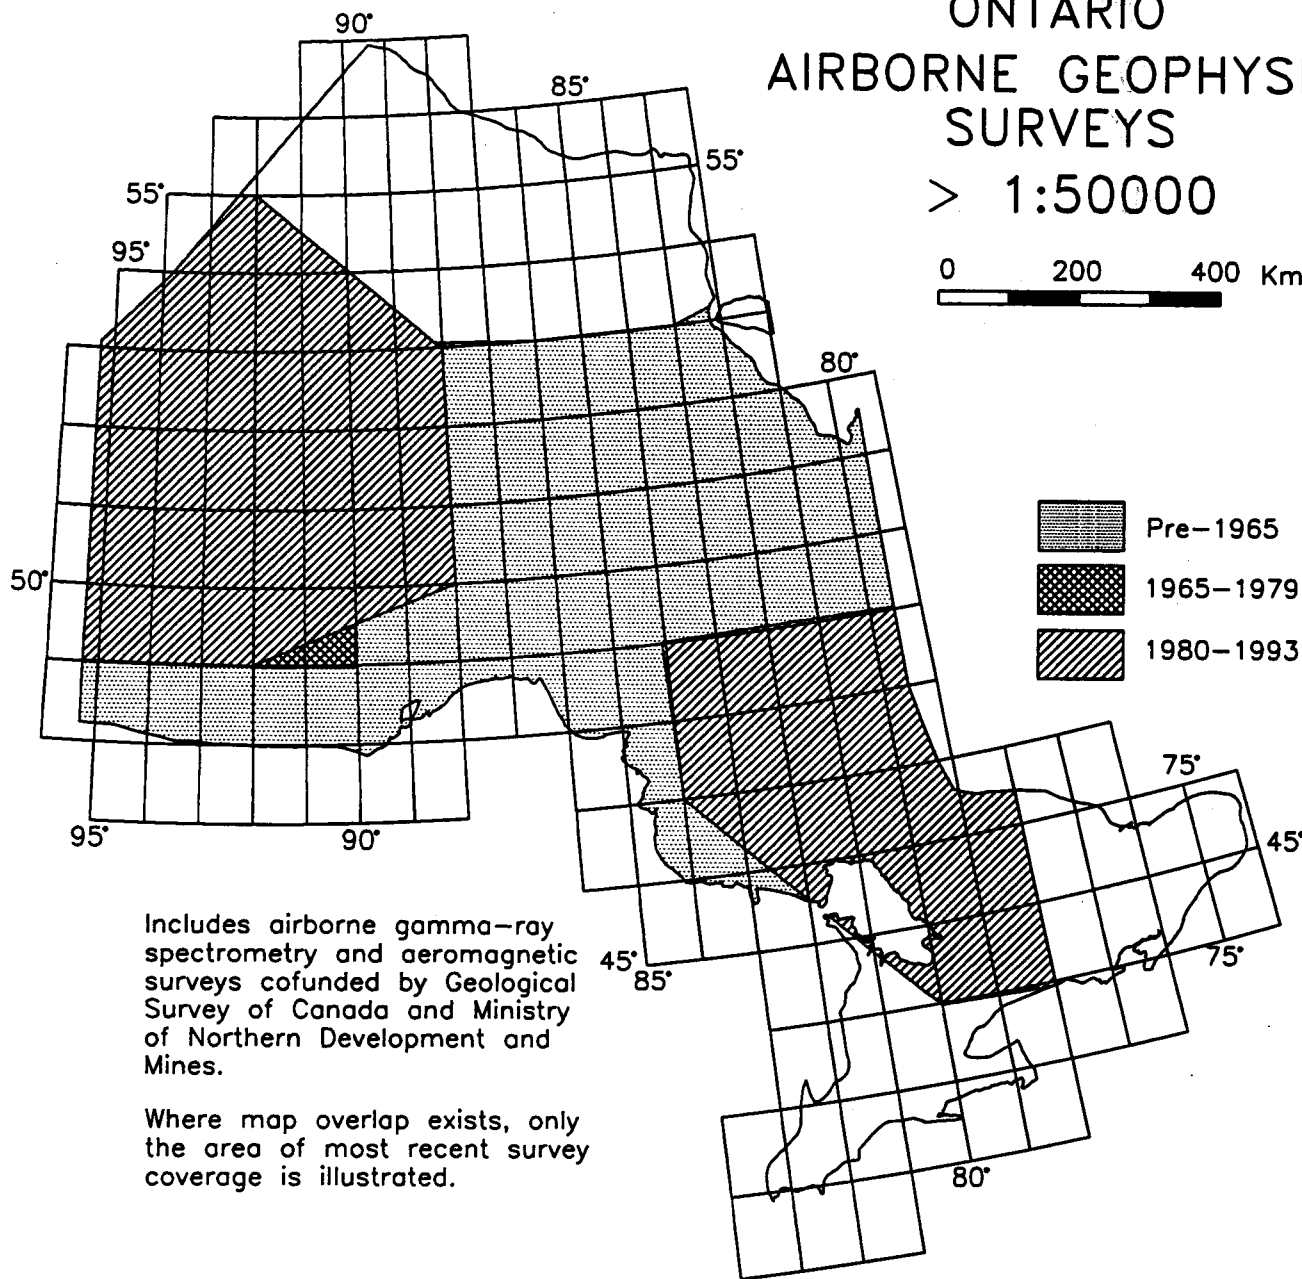 ONTARIO
AIRBORNE GEOPHYS
SURVEYS
> 1:50000
0 200 400 Km
90°
85°
55°
55°
95°
80°
Pre-1965
50°
1965-1979
1980-1993
75°
95°
90°
45°
Includes airborne gamma-ray
spectrometry and aeromagnetic
surveys cofunded by Geological
Survey of Canada and Ministry
of Northern Development and
Mines.
45°
85°
75°
Where map overlap exists, only
the area of most recent survey
coverage is illustrated.
80°